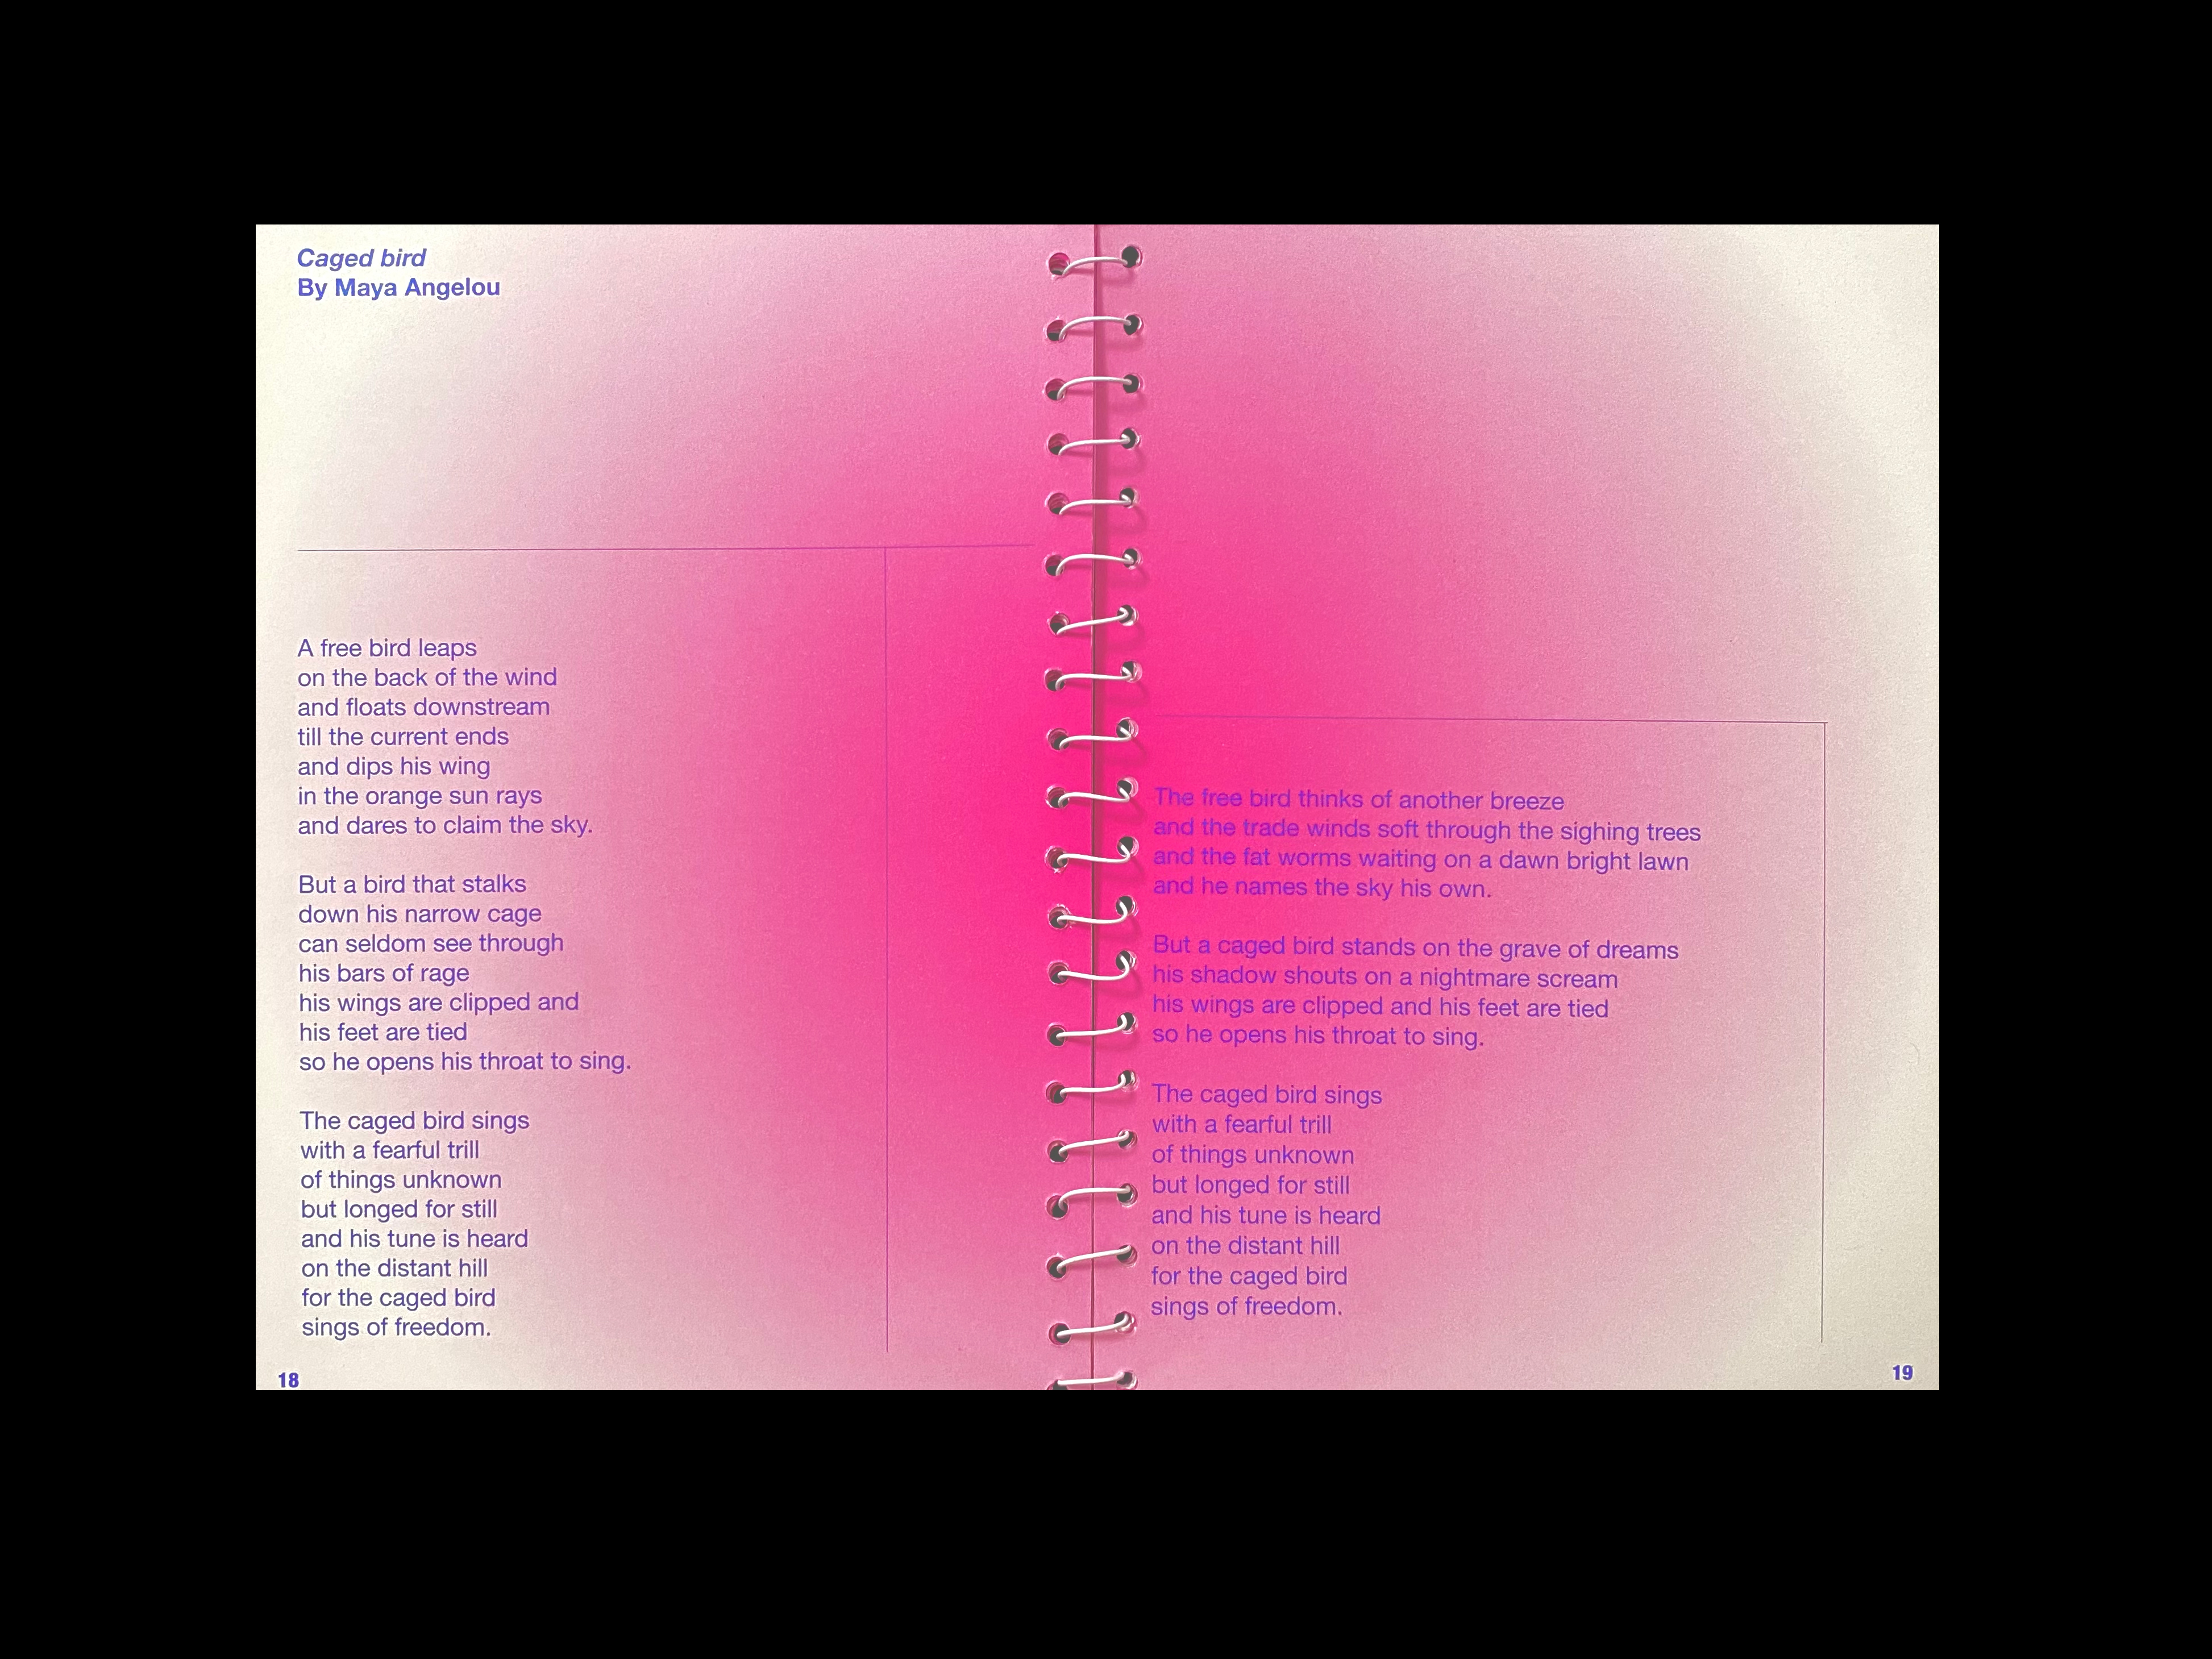 Caged bird
By Maya Angelou
A free bird leaps
on the back of the wind
and floats downstream
till the current ends
and dips his wing
in the orange sun rays
and dares to claim the sky.
But a bird that stalks
down his narrow cage
can seldom see through
his bars of rage
his wings are clipped and
his feet are tied
so he opens his throat to sing.
The caged bird sings
with a fearful trill
of things unknown
but longed for still
and his tune is heard
on the distant hill
for the caged bird
sings of freedom.
18
The free bird thinks of another breeze
and the trade winds soft through the sighing trees
and the fat worms waiting on a dawn bright lawn
and he names the sky his own.
But a caged bird stands on the grave of dreams
his shadow shouts on a nightmare scream
his wings are clipped and his feet are tied
so he opens his throat to sing.
The caged bird sings
with a fearful trill
of things unknown
but longed for still
and his tune is heard
on the distant hill
for the caged bird
sings of freedom.
19